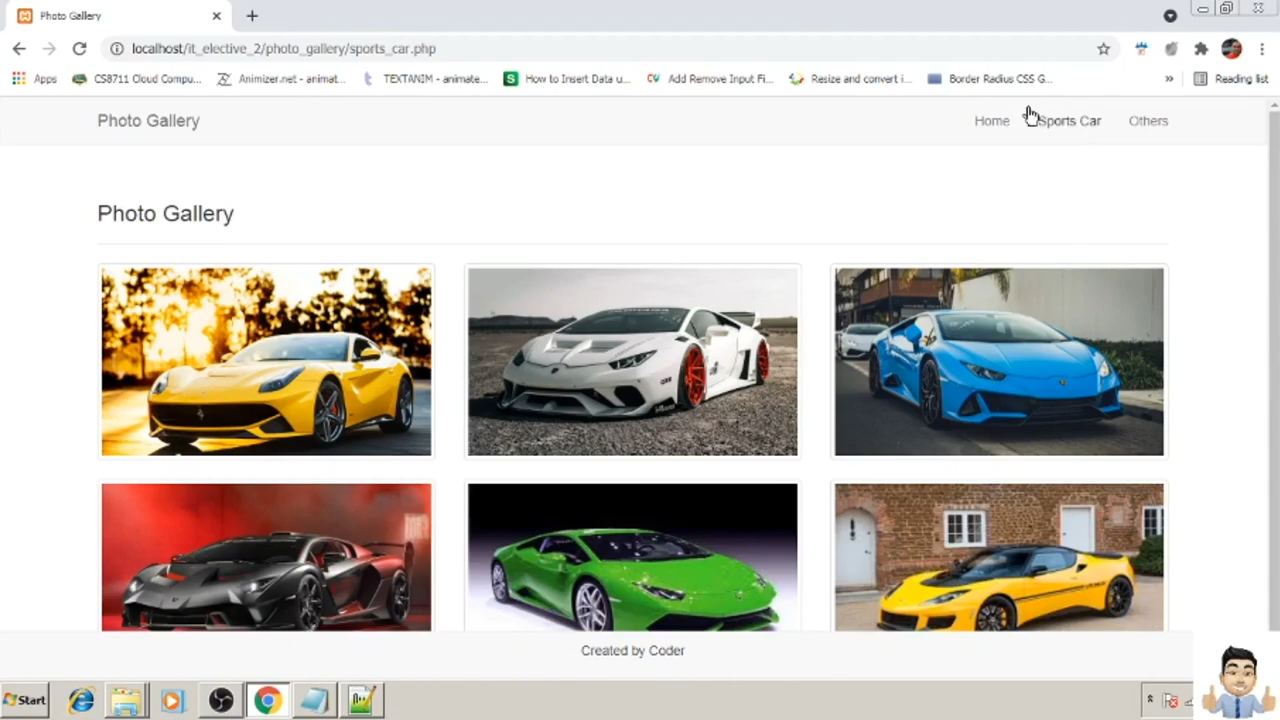 Photo Gallery
localhost/it_elective_2/photo_gallery/sports_car.php
Apps
CS8711 Cloud Compu...
Animizer.net - animat...
TEXTANIM - animate...
How to Insert Data u...
Add Remove Input Fi...
Resize and convert i...
Border Radius CSS G...
»
Reading list
Photo Gallery
Home
Sports Car
Others
Photo Gallery
Created by Coder
Start